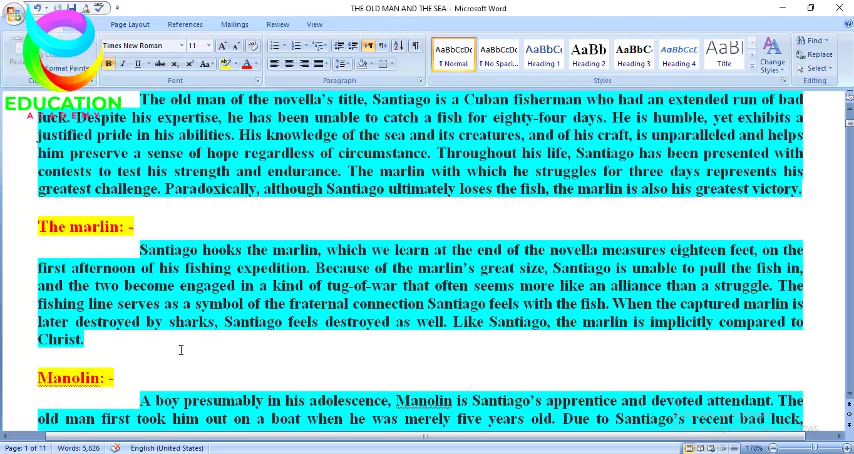 THE OLD MAN AND THE SEA - Microsoft Word
Page Layout References Mailings Review View
Times New Roman 11
Format Painter
Font Paragraph Styles Editing
AaBbCcDc AaBbCcDc AaBbC AaBb AaBbC AaBbCcL AaBl
¶ Normal ¶ No Spaci... Heading 1 Heading 2 Heading 3 Heading 4 Title
Change Styles
Find
Replace
Select
EDUCATION
ACADEMY
The old man of the novella’s title, Santiago is a Cuban fisherman who had an extended run of bad
luck. Despite his expertise, he has been unable to catch a fish for eighty-four days. He is humble, yet exhibits a
justified pride in his abilities. His knowledge of the sea and its creatures, and of his craft, is unparalleled and helps
him preserve a sense of hope regardless of circumstance. Throughout his life, Santiago has been presented with
contests to test his strength and endurance. The marlin with which he struggles for three days represents his
greatest challenge. Paradoxically, although Santiago ultimately loses the fish, the marlin is also his greatest victory.
The marlin: -
Santiago hooks the marlin, which we learn at the end of the novella measures eighteen feet, on the
first afternoon of his fishing expedition. Because of the marlin’s great size, Santiago is unable to pull the fish in,
and the two become engaged in a kind of tug-of-war that often seems more like an alliance than a struggle. The
fishing line serves as a symbol of the fraternal connection Santiago feels with the fish. When the captured marlin is
later destroyed by sharks, Santiago feels destroyed as well. Like Santiago, the marlin is implicitly compared to
Christ.
Manolin: -
A boy presumably in his adolescence, Manolin is Santiago’s apprentice and devoted attendant. The
old man first took him out on a boat when he was merely five years old. Due to Santiago’s recent bad luck,
Page: 1 of 11 Words: 5,826 English (United States) 170%